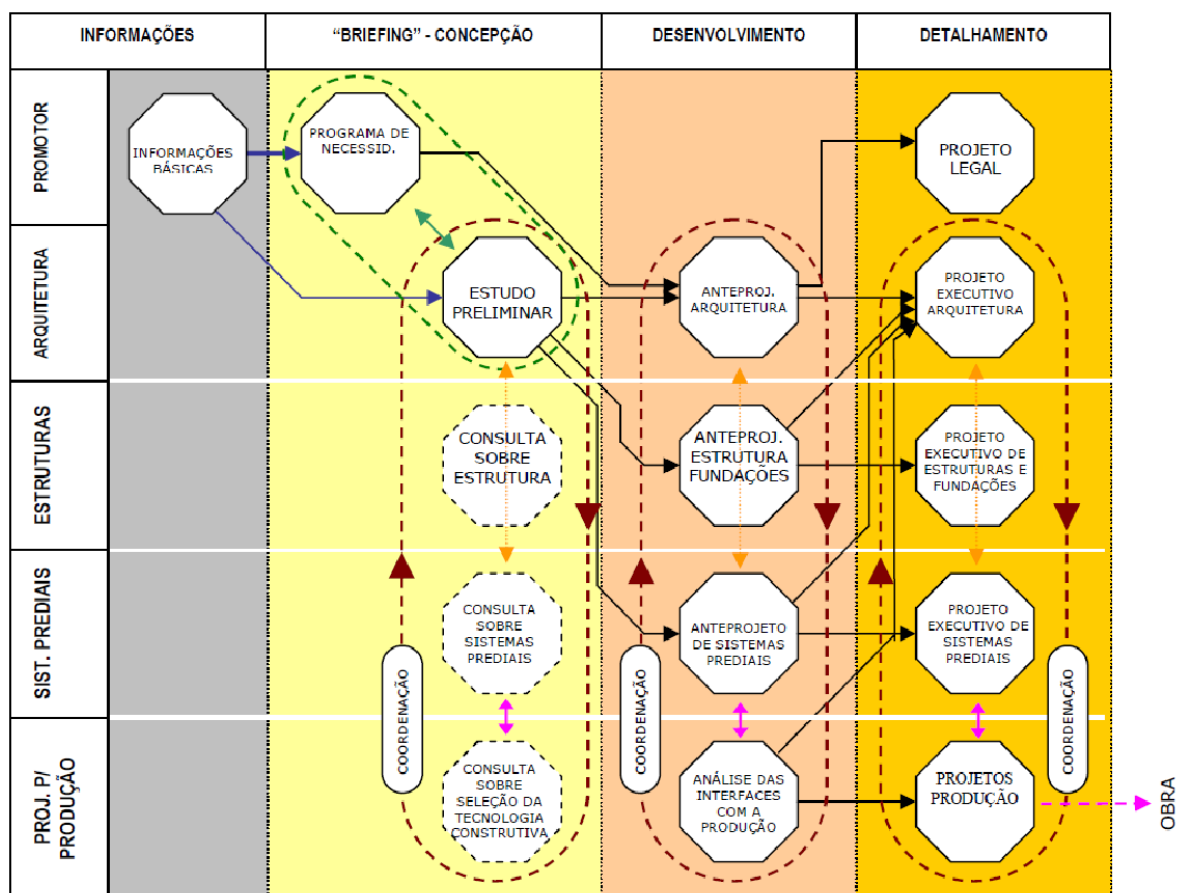 INFORMAÇÕES
“BRIEFING” - CONCEPÇÃO
DESENVOLVIMENTO
DETALHAMENTO
PROMOTOR
INFORMAÇÕES
BÁSICAS
PROGRAMA DE
NECESSID.
PROJETO
LEGAL
ARQUITETURA
ESTUDO
PRELIMINAR
ANTEPROJ.
ARQUITETURA
PROJETO
EXECUTIVO
ARQUITETURA
ESTRUTURAS
CONSULTA
SOBRE
ESTRUTURA
ANTEPROJ.
ESTRUTURA
FUNDAÇÕES
PROJETO
EXECUTIVO DE
ESTRUTURAS E
FUNDAÇÕES
SIST. PREDIAIS
CONSULTA
SOBRE
SISTEMAS
PREDIAIS
ANTEPROJETO
DE SISTEMAS
PREDIAIS
PROJETO
EXECUTIVO DE
SISTEMAS
PREDIAIS
COORDENAÇÃO
COORDENAÇÃO
COORDENAÇÃO
PROJ. P/
PRODUÇÃO
CONSULTA
SOBRE
SELEÇÃO DA
TECNOLOGIA
CONSTRUTIVA
ANÁLISE DAS
INTERFACES
COM A
PRODUÇÃO
PROJETOS
PRODUÇÃO
OBRA